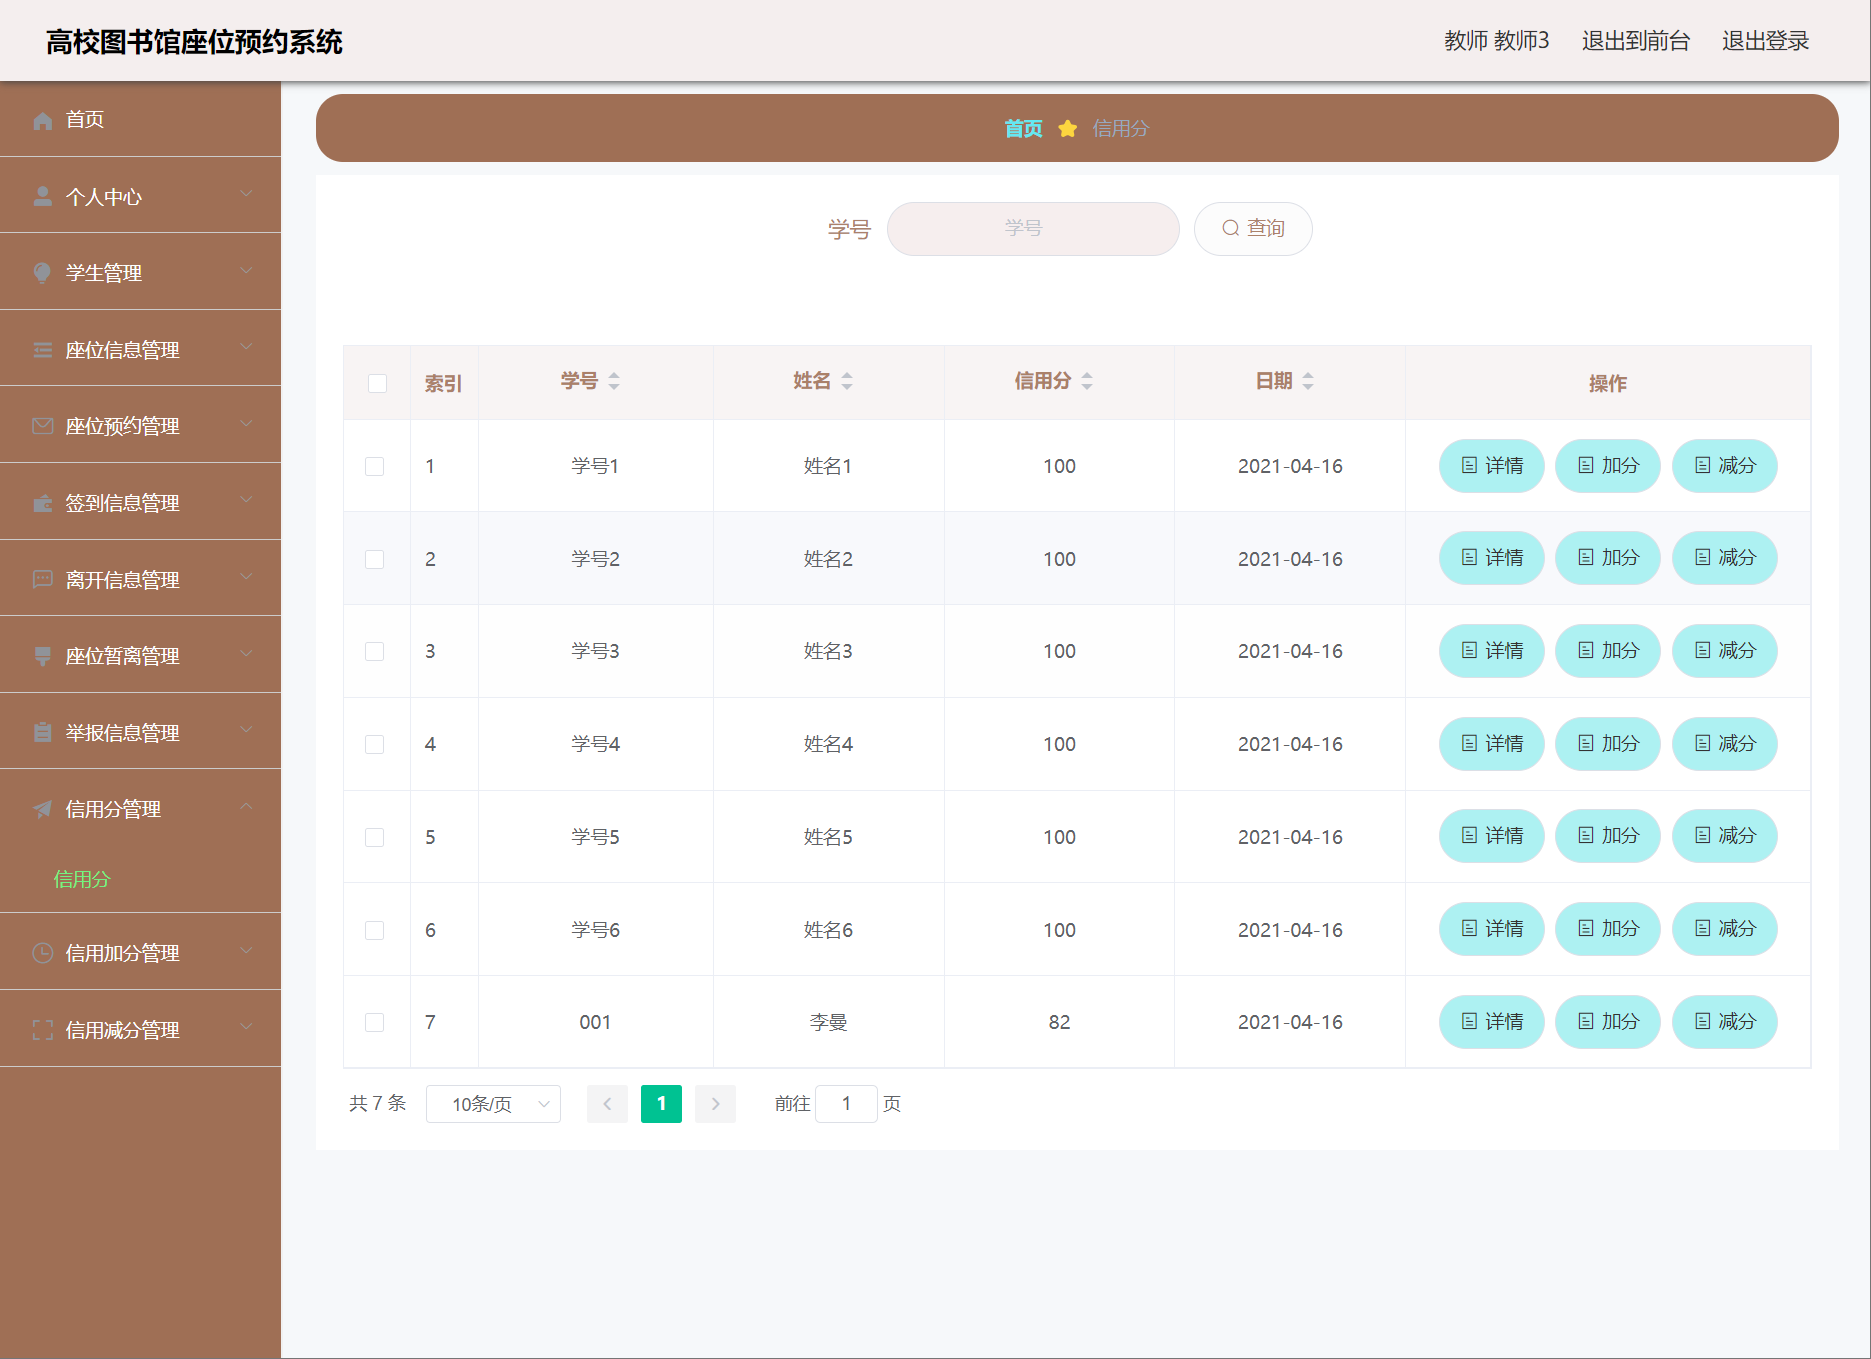 高校图书馆座位预约系统
教师 教师3 退出到前台 退出登录
首页
个人中心
学生管理
座位信息管理
座位预约管理
签到信息管理
离开信息管理
座位暂离管理
举报信息管理
信用分管理
信用分
信用加分管理
信用减分管理
首页 信用分
学号 学号 查询
索引 学号 姓名 信用分 日期 操作
1 学号1 姓名1 100 2021-04-16 详情 加分 减分
2 学号2 姓名2 100 2021-04-16 详情 加分 减分
3 学号3 姓名3 100 2021-04-16 详情 加分 减分
4 学号4 姓名4 100 2021-04-16 详情 加分 减分
5 学号5 姓名5 100 2021-04-16 详情 加分 减分
6 学号6 姓名6 100 2021-04-16 详情 加分 减分
7 001 李曼 82 2021-04-16 详情 加分 减分
共 7 条 10条/页 1 前往 1 页